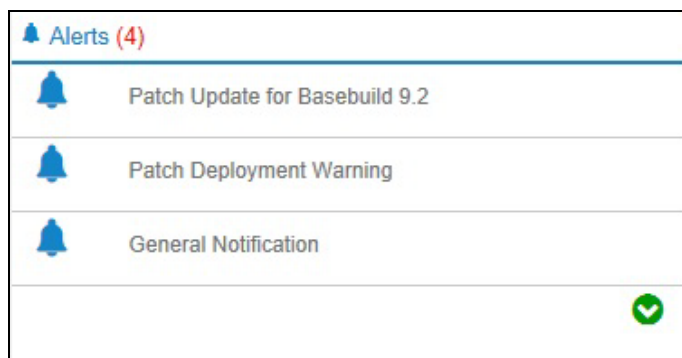 Alerts (4)
Patch Update for Basebuild 9.2
Patch Deployment Warning
General Notification